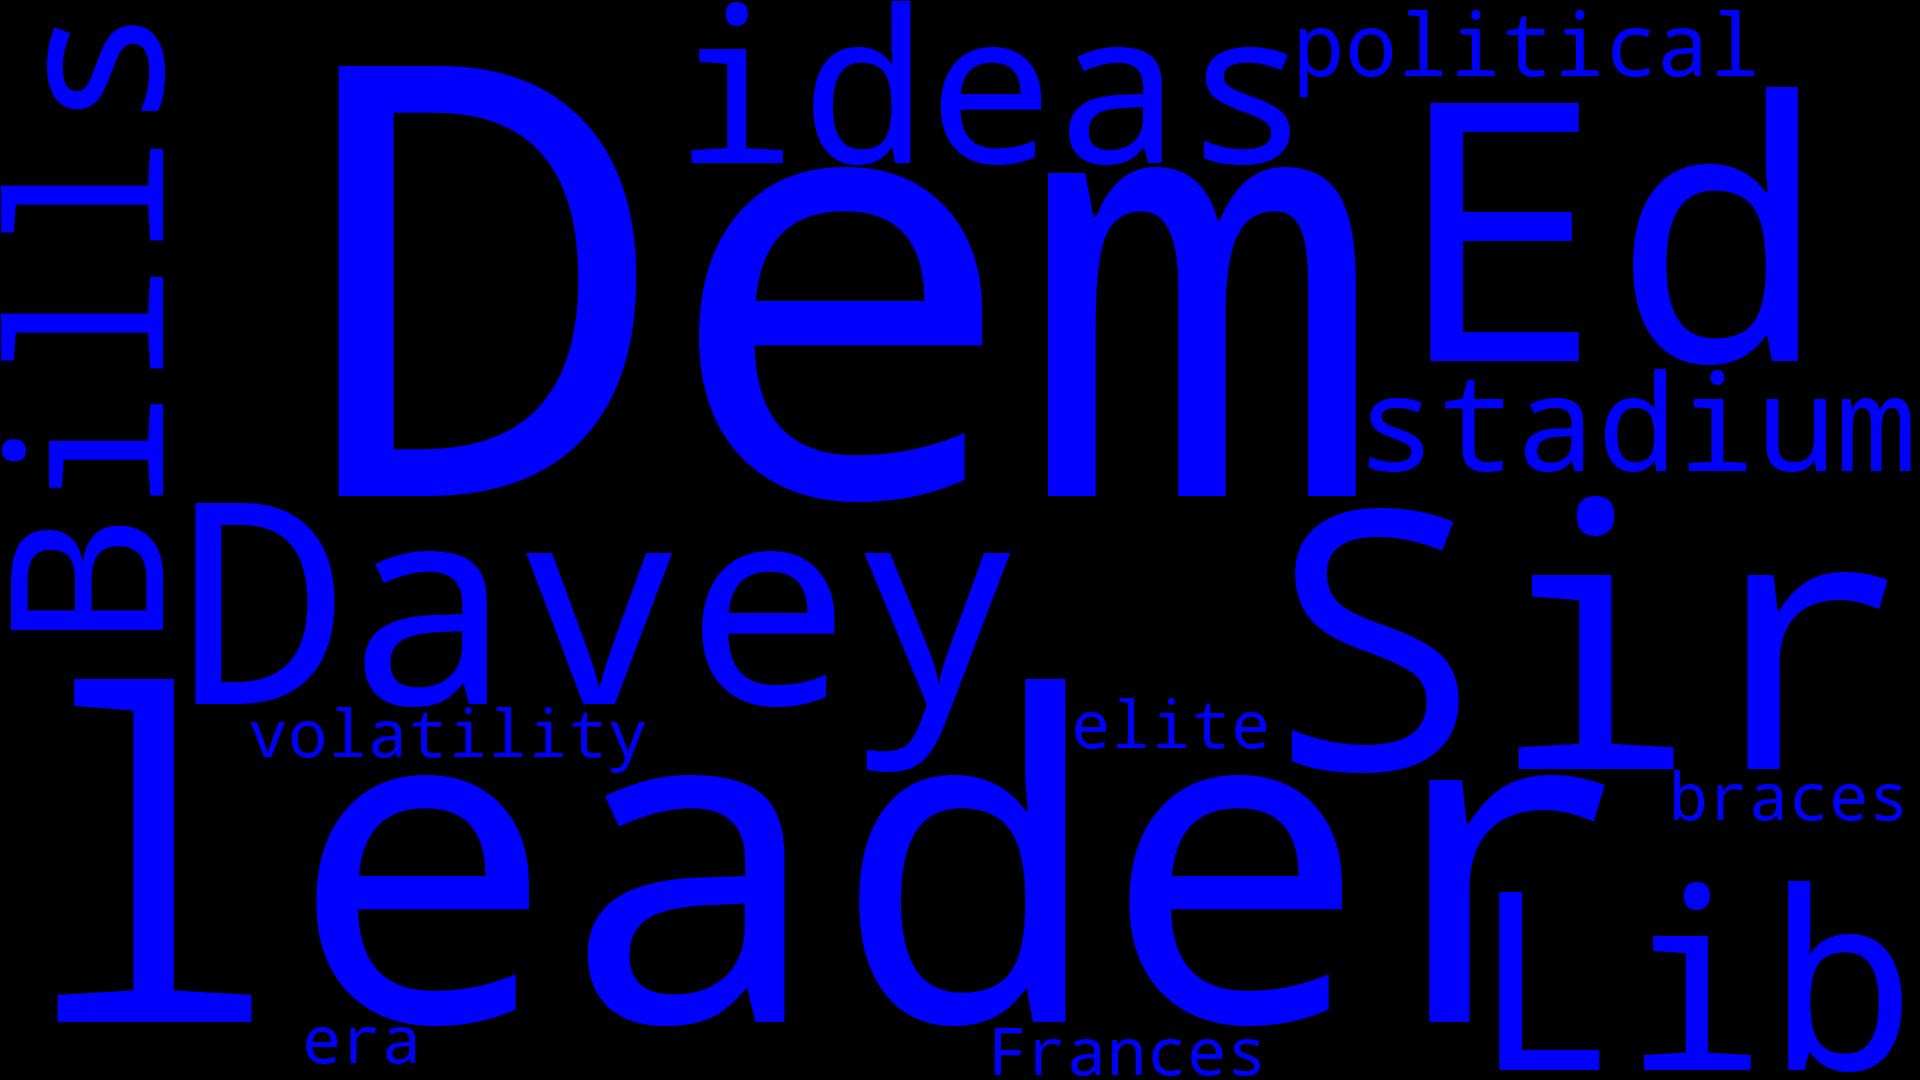 ideas
political
Dem
Ed
Bills
stadium
Davey
Sir
volatility
elite
leader
braces
Lib
era
Frances